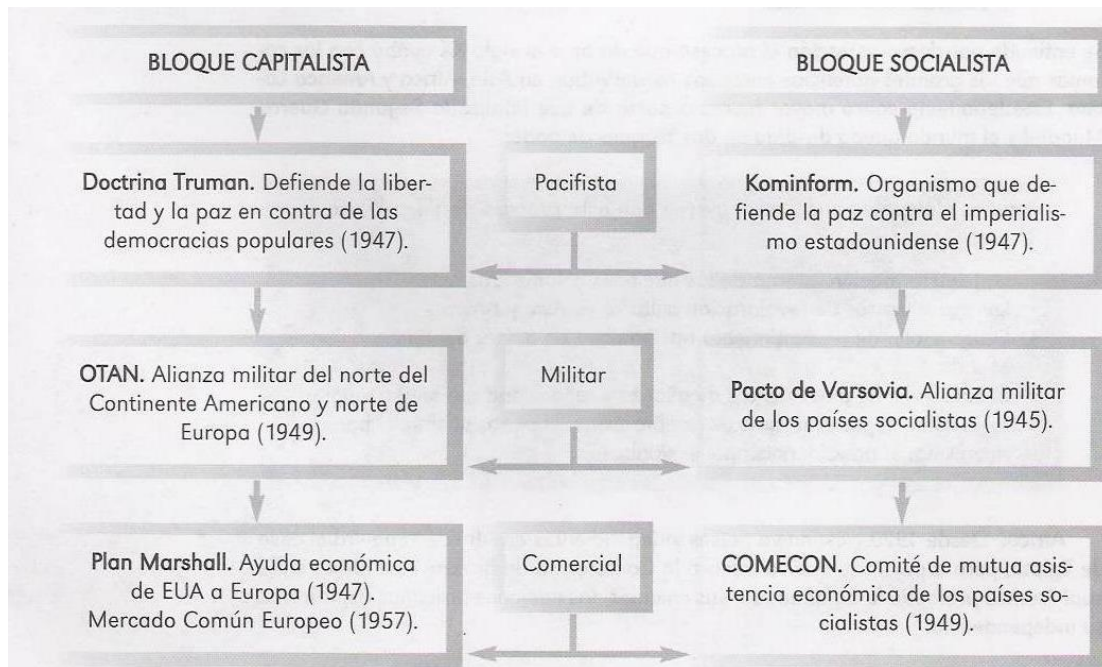 BLOQUE CAPITALISTA
BLOQUE SOCIALISTA
Doctrina Truman. Defiende la liber-
tad y la paz en contra de las
democracias populares (1947).
Pacifista
Kominform. Organismo que de-
fiende la paz contra el imperialis-
mo estadounidense (1947).
OTAN. Alianza militar del norte del
Continente Americano y norte de
Europa (1949).
Militar
Pacto de Varsovia. Alianza militar
de los países socialistas (1945).
Plan Marshall. Ayuda económica
de EUA a Europa (1947).
Mercado Común Europeo (1957).
Comercial
COMECON. Comité de mutua asis-
tencia económica de los países so-
cialistas (1949).